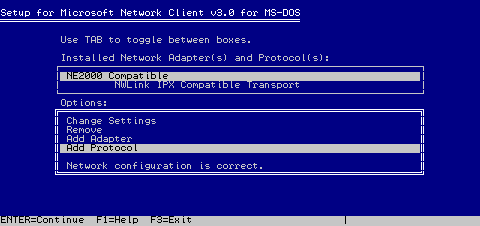 Setup for Microsoft Network Client v3.0 for MS-DOS
Use TAB to toggle between boxes.
Installed Network Adapter(s) and Protocol(s):
NE2000 Compatible
NWLink IPX Compatible Transport
Options:
Change Settings
Remove
Add Adapter
Add Protocol
Network configuration is correct.
ENTER=Continue F1=Help F3=Exit